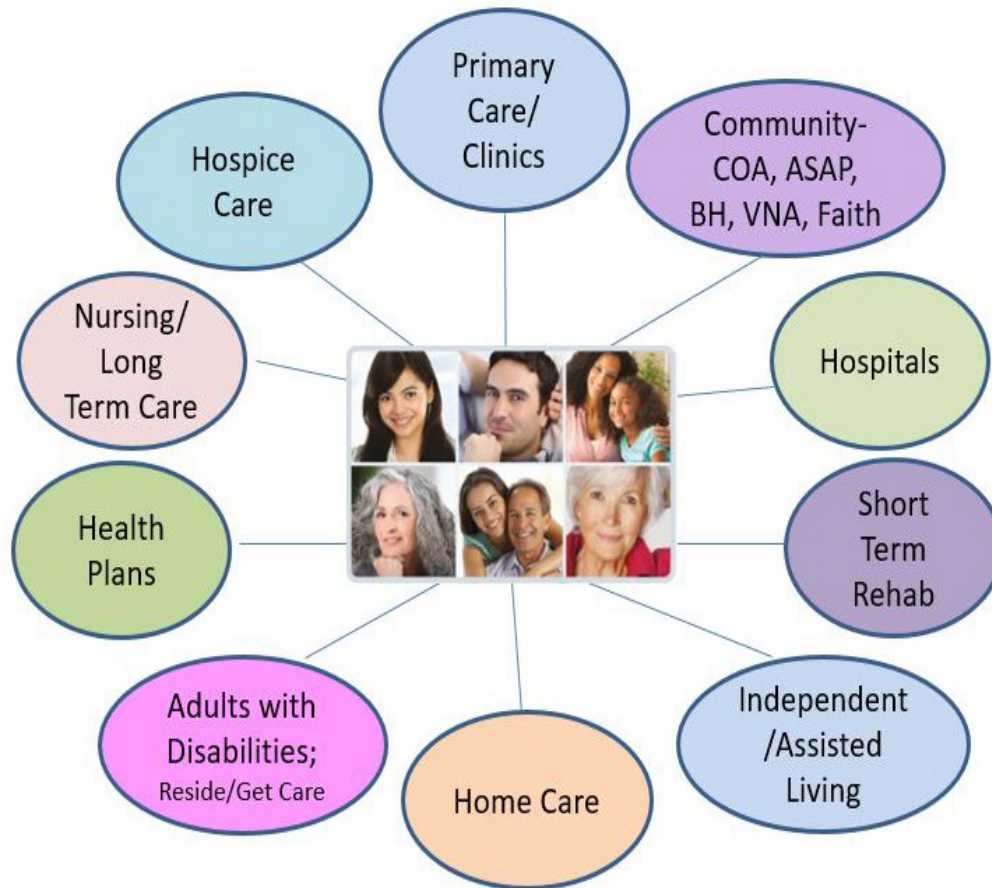 Primary
Care/
Clinics
Community-
COA, ASAP,
BH, VNA, Faith
Hospitals
Short
Term
Rehab
Independent
/Assisted
Living
Home Care
Adults with
Disabilities;
Reside/Get Care
Health
Plans
Nursing/
Long
Term Care
Hospice
Care